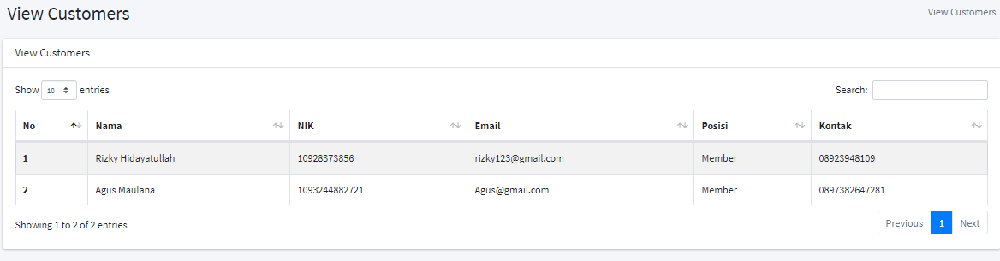 View Customers
View Customers
View Customers
Show 10 entries
Search:
No Nama NIK Email Posisi Kontak
1 Rizky Hidayatullah 10928373856 rizky123@gmail.com Member 08923948109
2 Agus Maulana 1093244882721 Agus@gmail.com Member 0897382647281
Showing 1 to 2 of 2 entries
Previous 1 Next